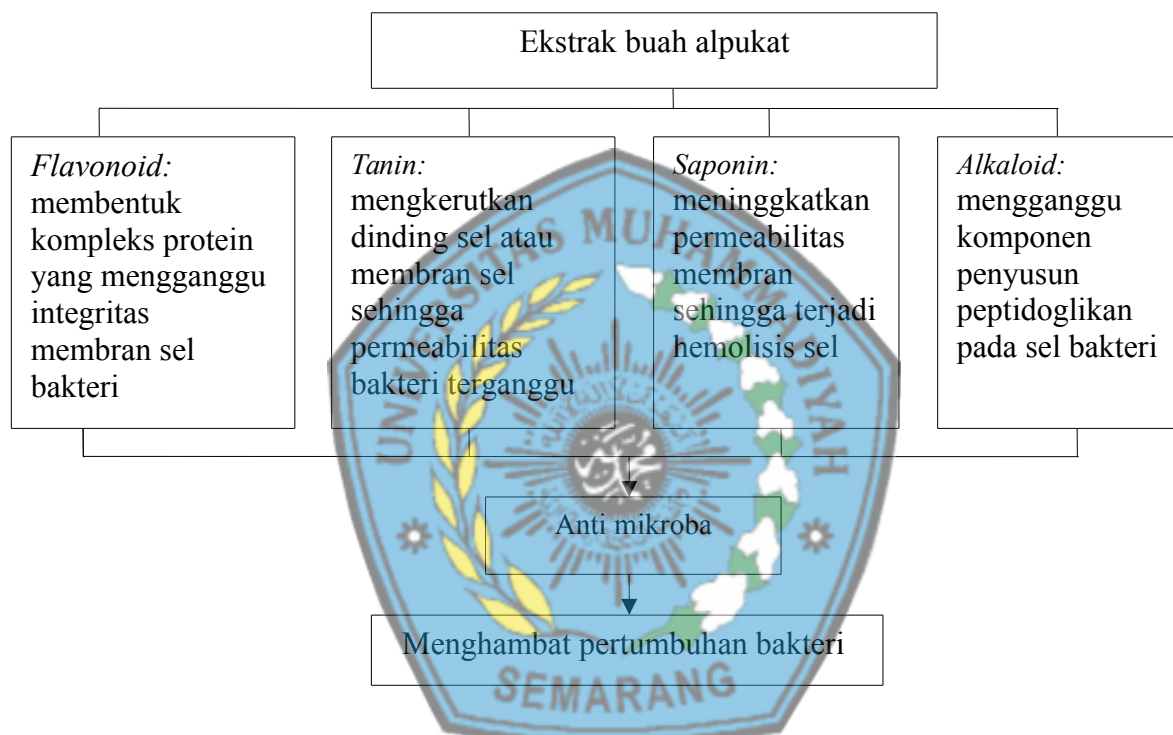 Ekstrak buah alpukat
Flavonoid:
membentuk
kompleks protein
yang mengganggu
integritas
membran sel
bakteri
Tanin:
mengkerutkan
dinding sel atau
membran sel
sehingga
permeabilitas
bakteri terganggu
Saponin:
meninggkatkan
permeabilitas
membran
sehingga terjadi
hemolisis sel
Alkaloid:
mengganggu
komponen
penyusun
peptidoglikan
pada sel bakteri
Anti mikroba
Menghambat pertumbuhan bakteri
UNIVERSITAS MUHAMMADIYAH
SEMARANG